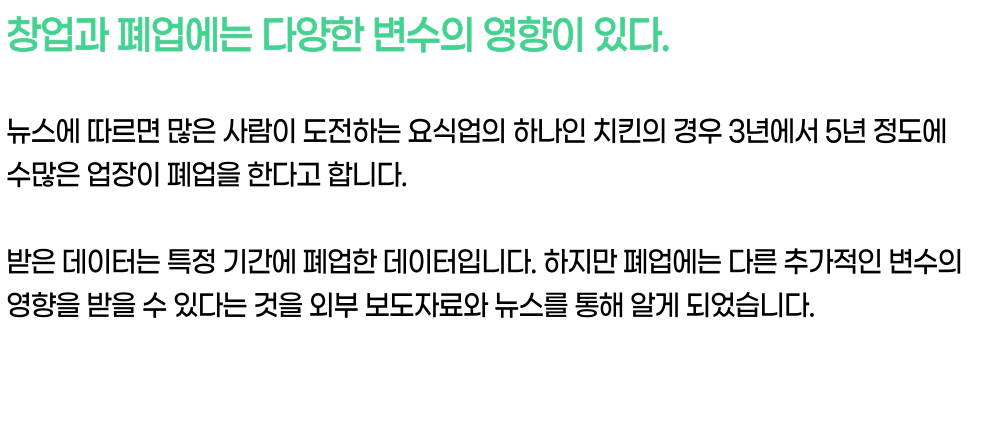 창업과 폐업에는 다양한 변수의 영향이 있다.
뉴스에 따르면 많은 사람이 도전하는 요식업의 하나인 치킨의 경우 3년에서 5년 정도에
수많은 업장이 폐업을 한다고 합니다.
받은 데이터는 특정 기간에 폐업한 데이터입니다. 하지만 폐업에는 다른 추가적인 변수의
영향을 받을 수 있다는 것을 외부 보도자료와 뉴스를 통해 알게 되었습니다.